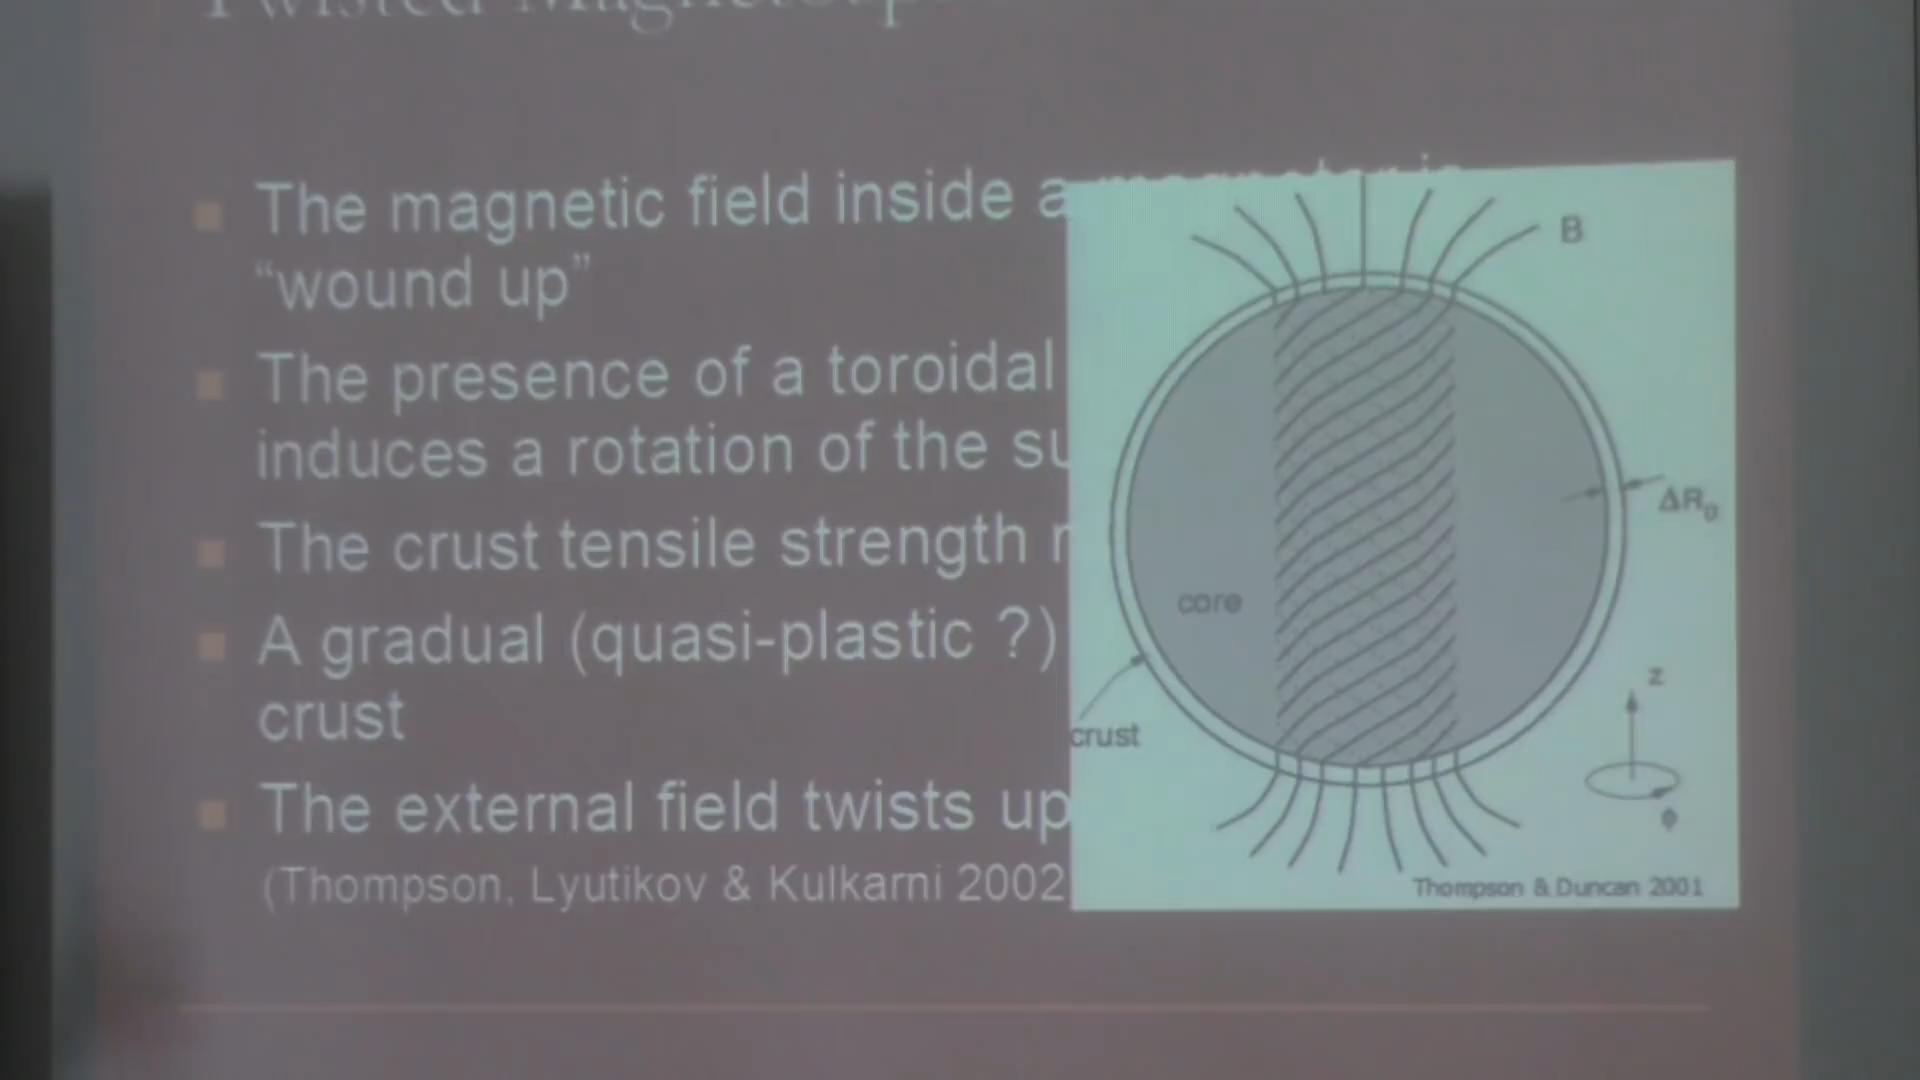 Twisted
The magnetic field inside a
“wound up”
The presence of a toroidal
induces a rotation of the
The crust tensile strength
A gradual (quasi-plastic ?)
crust
The external field twists up
(Thompson, Lyutikov & Kulkarni 2002
B
ΔR
core
crust
z
Thompson & Duncan 2001